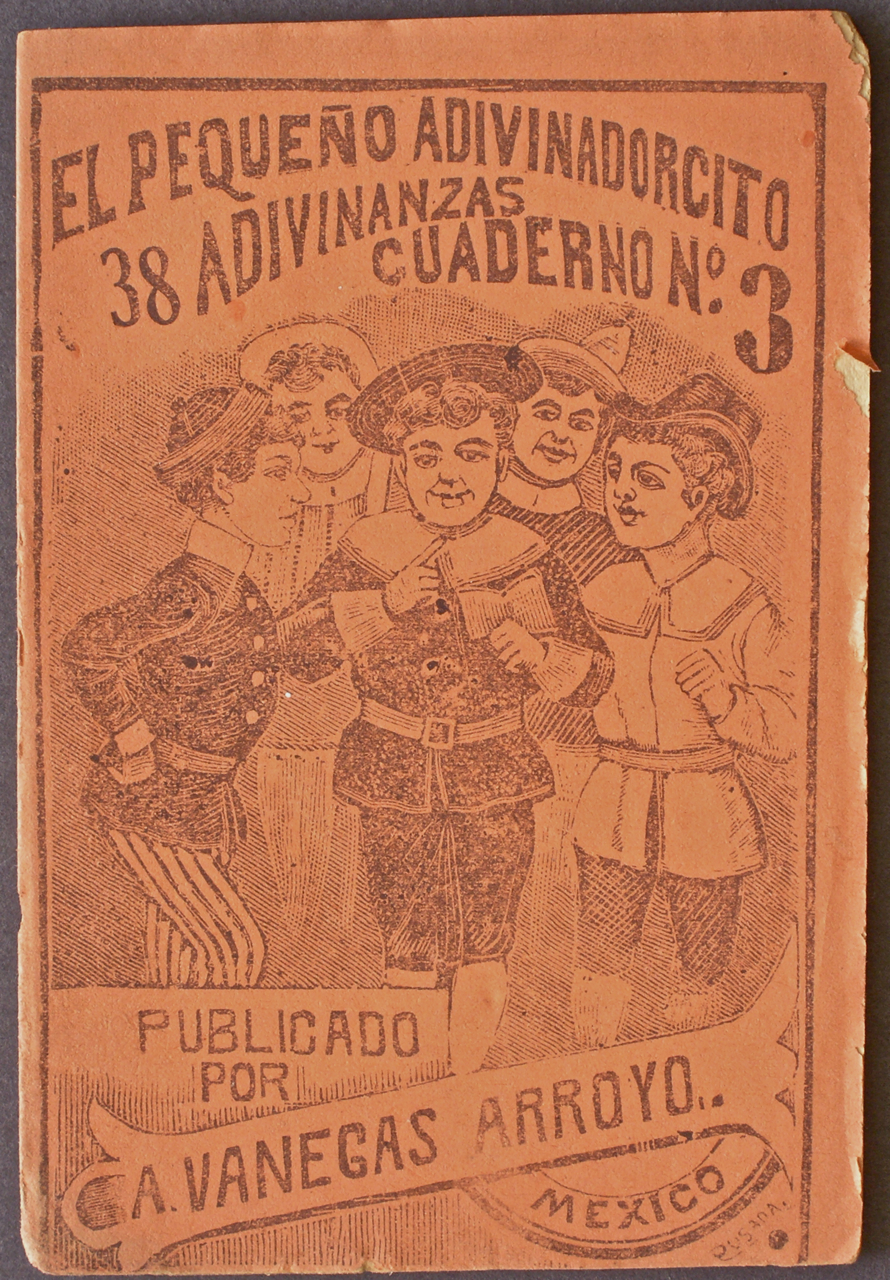 EL PEQUEÑO ADIVINADORCITO
38 ADIVINANZAS
CUADERNO Nº. 3
PUBLICADO
POR
A. VANEGAS ARROYO.
MEXICO